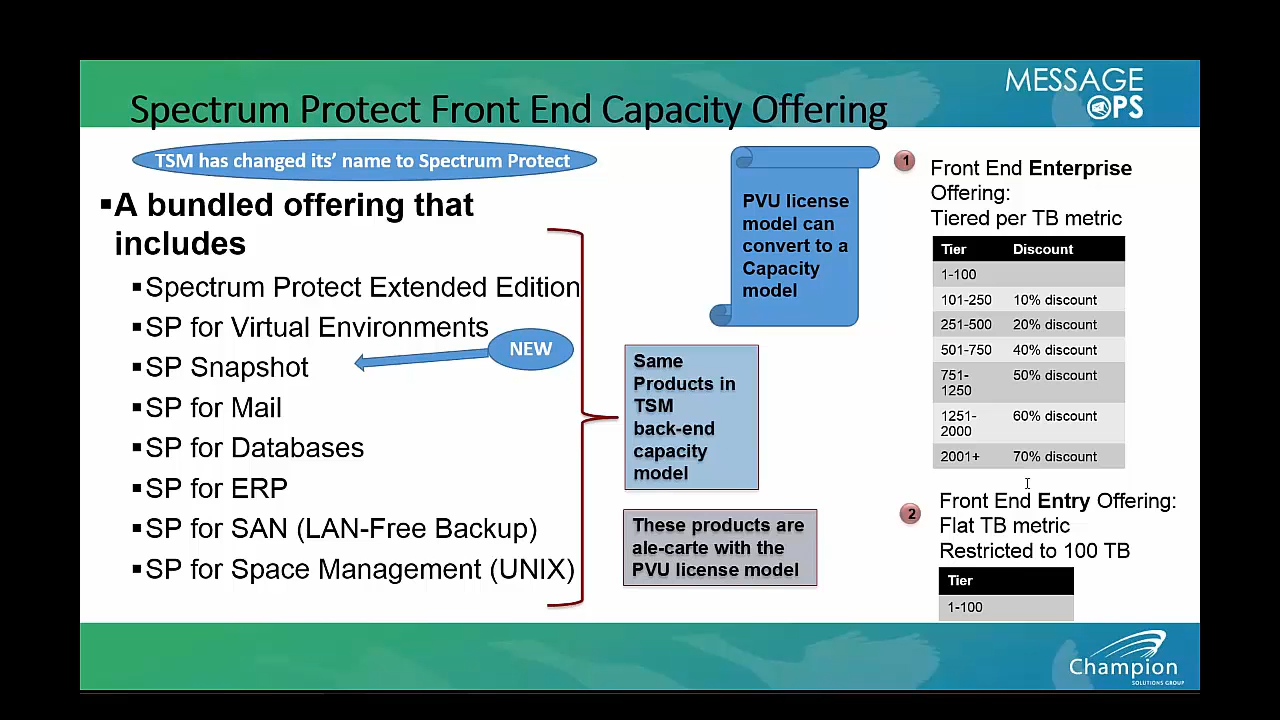 MESSAGE
OPS
Spectrum Protect Front End Capacity Offering
TSM has changed its' name to Spectrum Protect
▪A bundled offering that
includes
▪Spectrum Protect Extended Edition
▪SP for Virtual Environments
▪SP Snapshot
NEW
▪SP for Mail
▪SP for Databases
▪SP for ERP
▪SP for SAN (LAN-Free Backup)
▪SP for Space Management (UNIX)
PVU license
model can
convert to a
Capacity
model
Same
Products in
TSM
back-end
capacity
model
These products are
ale-carte with the
PVU license model
1
Front End Enterprise
Offering:
Tiered per TB metric
Tier Discount
1-100
101-250 10% discount
251-500 20% discount
501-750 40% discount
751-
1250 50% discount
1251-
2000 60% discount
2001+ 70% discount
2
Front End Entry Offering:
Flat TB metric
Restricted to 100 TB
Tier
1-100
Champion
SOLUTIONS GROUP